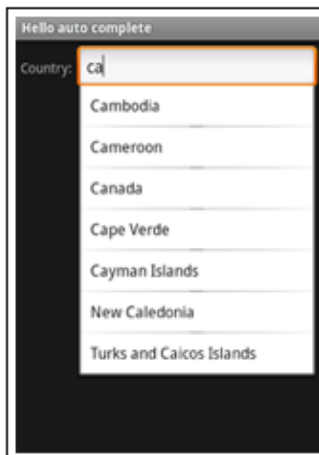 Hello auto complete
Country: ca
Cambodia
Cameroon
Canada
Cape Verde
Cayman Islands
New Caledonia
Turks and Caicos Islands